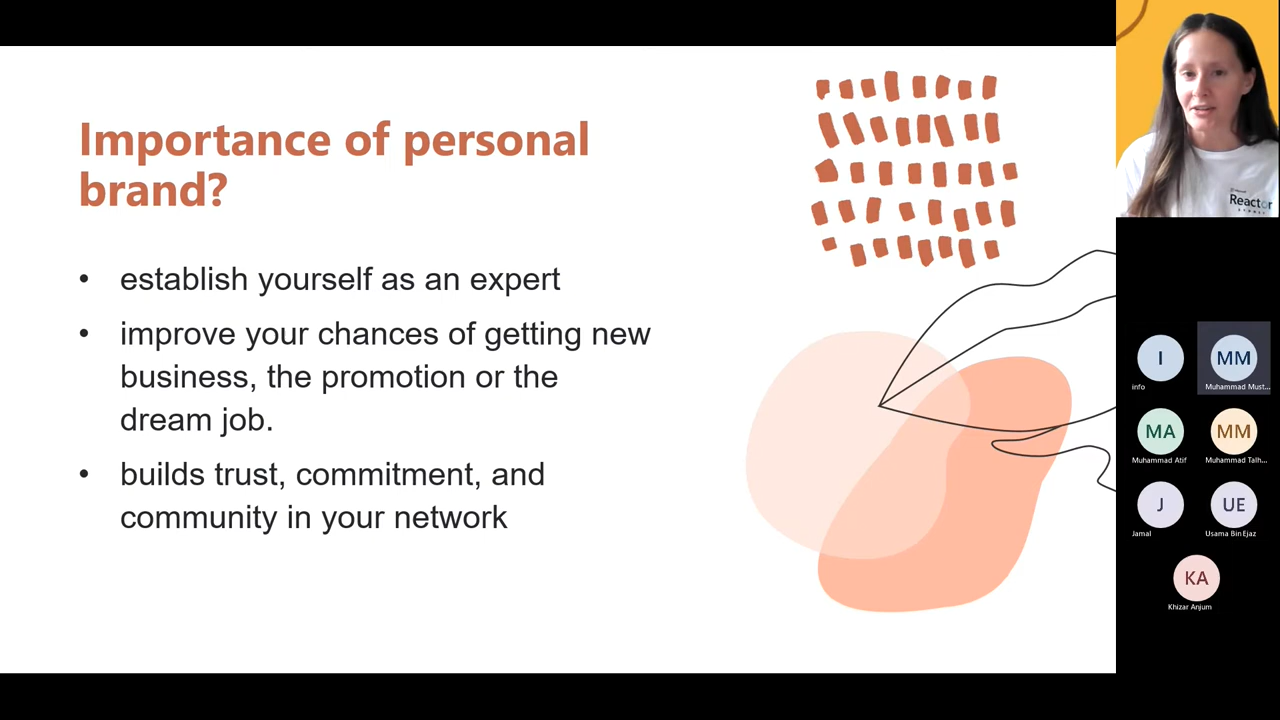 Importance of personal
brand?
• establish yourself as an expert
• improve your chances of getting new
business, the promotion or the
dream job.
• builds trust, commitment, and
community in your network
Reactor
I
info
MM
Muhammad Must...
MA
Muhammad Atif
MM
Muhammad Talh...
J
Jamal
UE
Usama Bin Ejaz
KA
Khizar Anjum